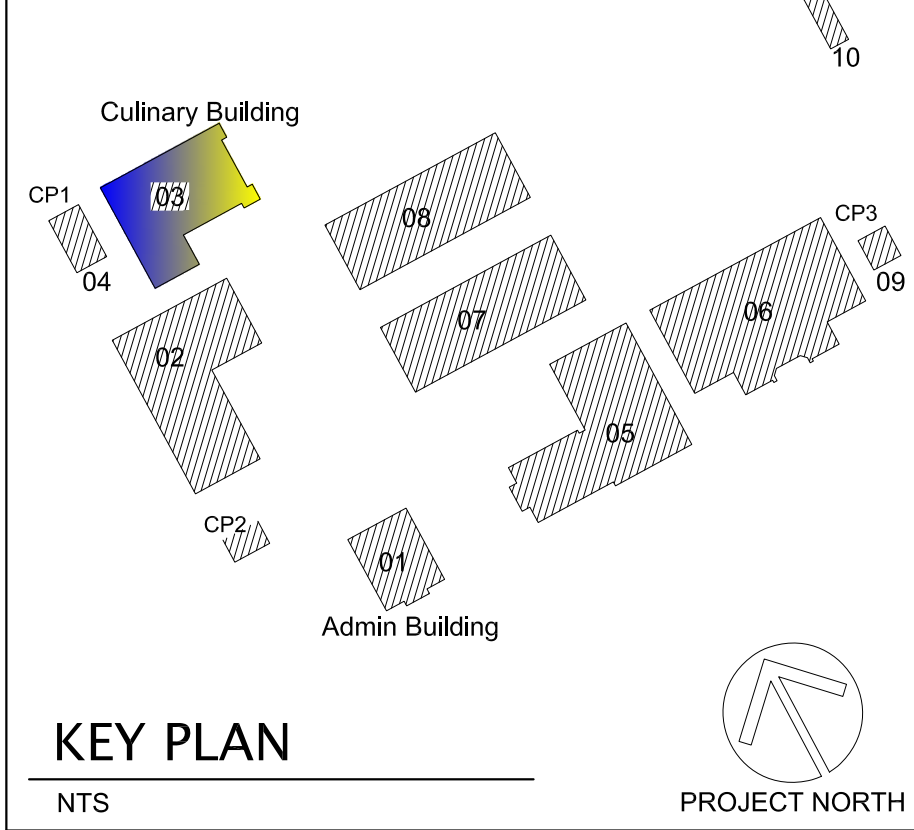 10
Culinary Building
CP1
03
04
08
CP3
09
07
06
02
05
CP2
01
Admin Building
KEY PLAN
NTS
PROJECT NORTH